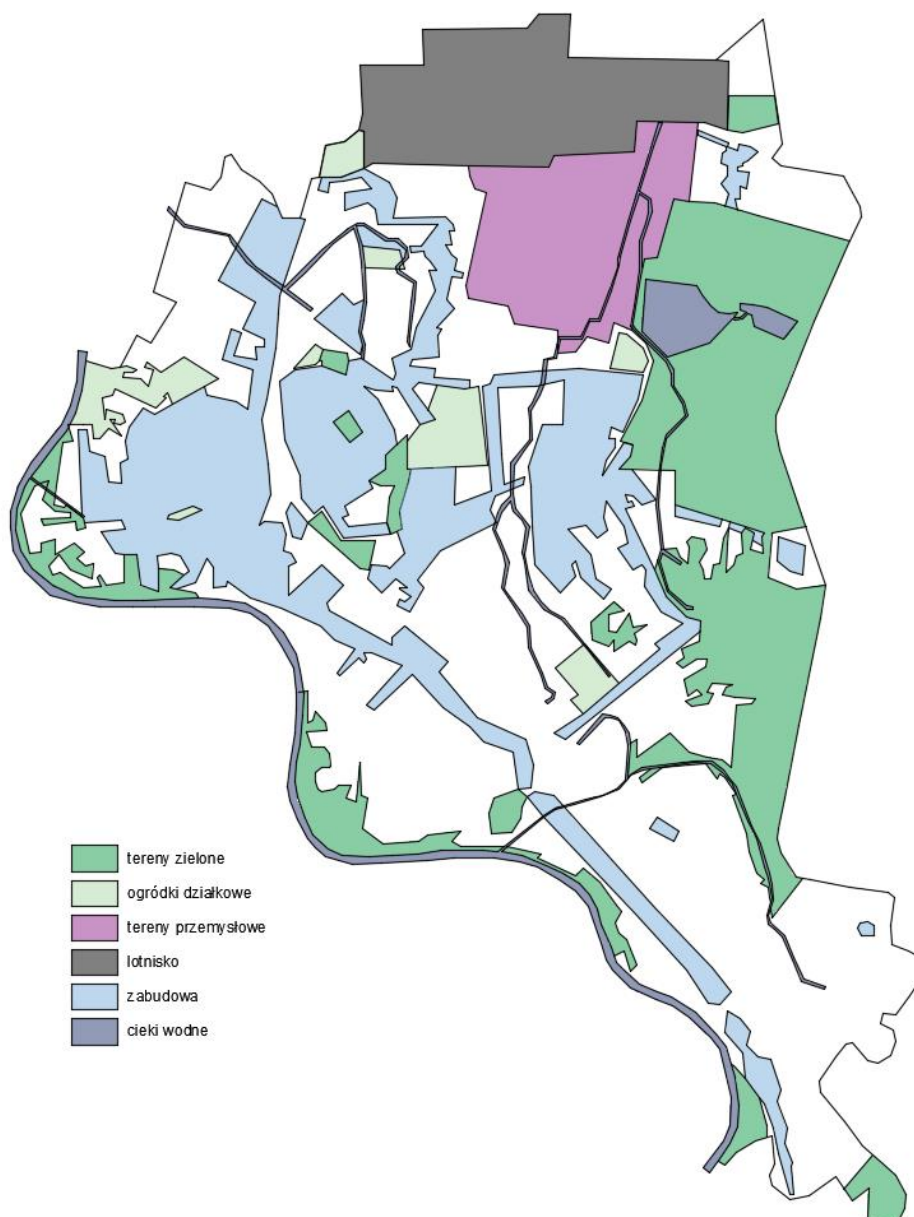 tereny zielone
ogródki działkowe
tereny przemysłowe
lotnisko
zabudowa
cieki wodne